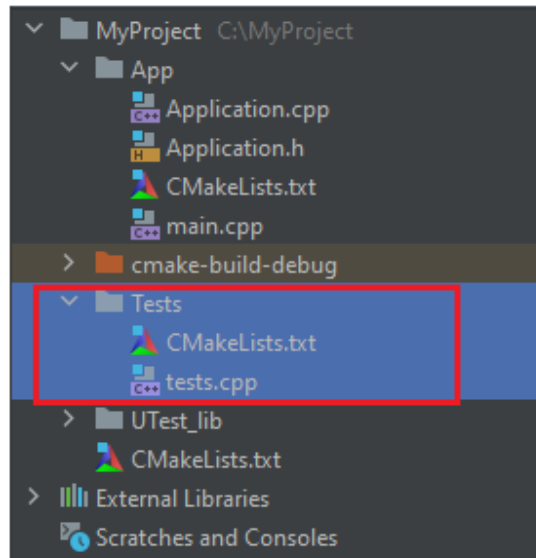 MyProject C:\MyProject
App
C++ Application.cpp
H Application.h
CMakeLists.txt
C++ main.cpp
cmake-build-debug
Tests
CMakeLists.txt
C++ tests.cpp
UTest_lib
CMakeLists.txt
External Libraries
Scratches and Consoles